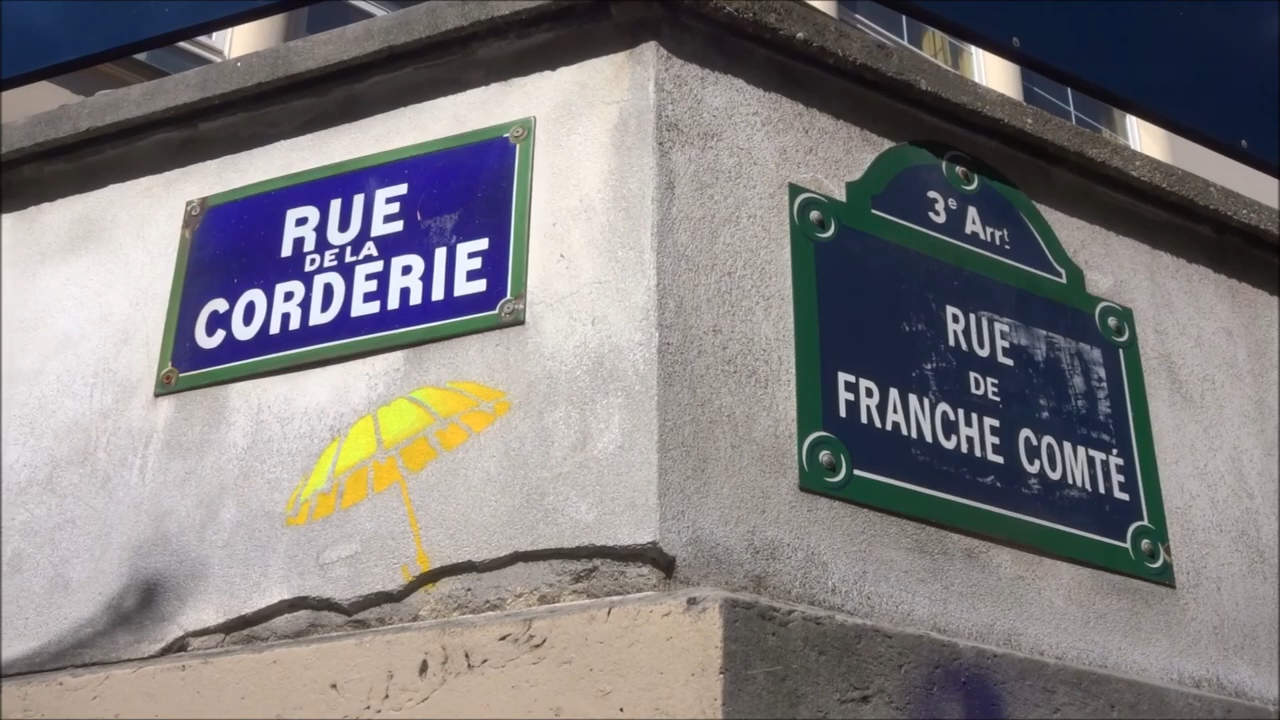 RUE
DE LA
CORDERIE
3e Arrt
RUE
DE
FRANCHE COMTÉ